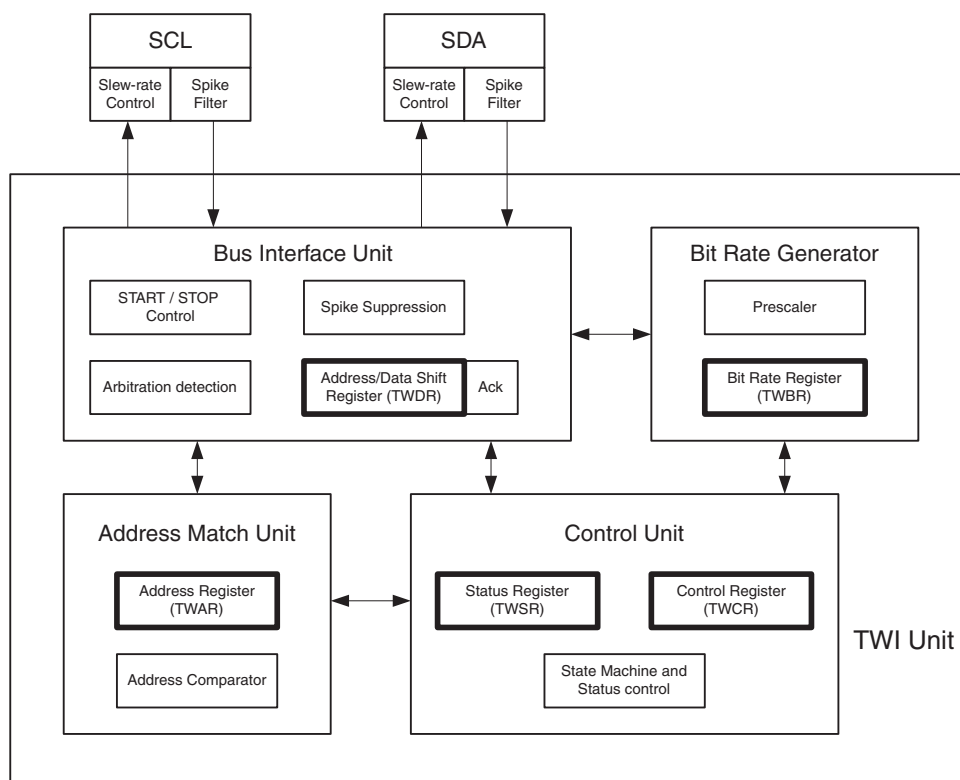 SCL
SDA
Slew-rate
Control
Spike
Filter
Slew-rate
Control
Spike
Filter
Bus Interface Unit
Bit Rate Generator
START / STOP
Control
Spike Suppression
Prescaler
Arbitration detection
Address/Data Shift
Register (TWDR)
Ack
Bit Rate Register
(TWBR)
Address Match Unit
Control Unit
Address Register
(TWAR)
Status Register
(TWSR)
Control Register
(TWCR)
TWI Unit
Address Comparator
State Machine and
Status control